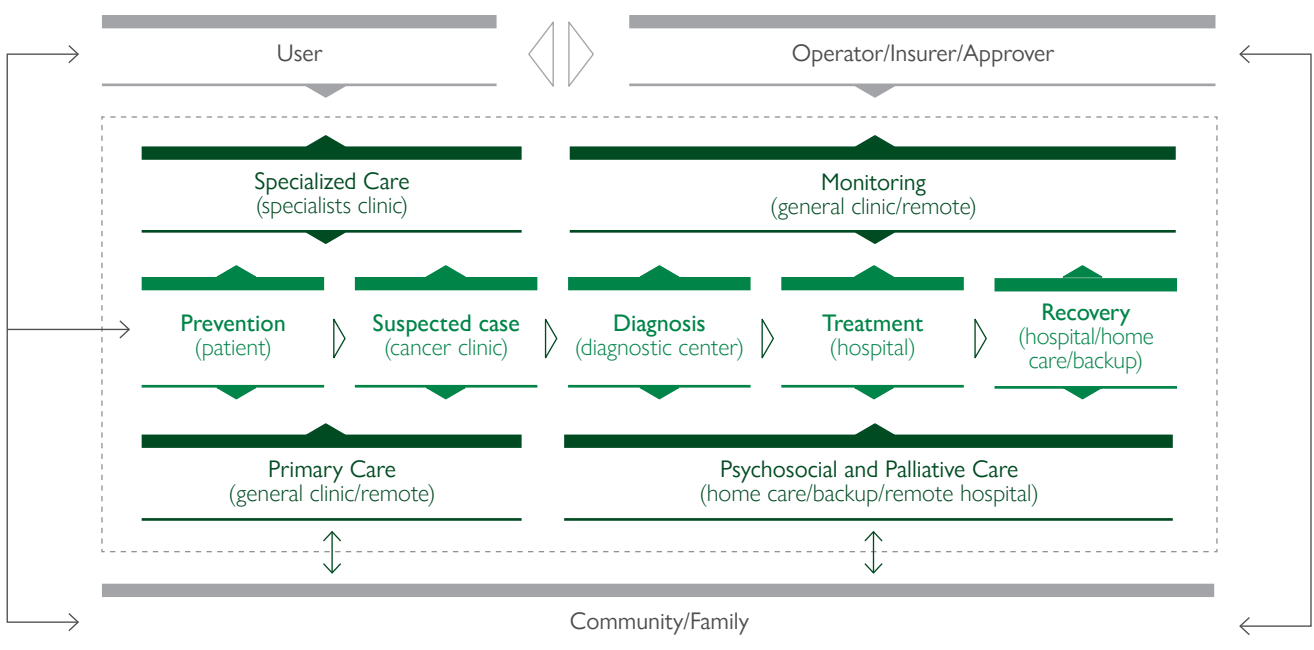 User
Operator/Insurer/Approver
Specialized Care
(specialists clinic)
Monitoring
(general clinic/remote)
Prevention
(patient)
Suspected case
(cancer clinic)
Diagnosis
(diagnostic center)
Treatment
(hospital)
Recovery
(hospital/home
care/backup)
Primary Care
(general clinic/remote)
Psychosocial and Palliative Care
(home care/backup/remote hospital)
Community/Family